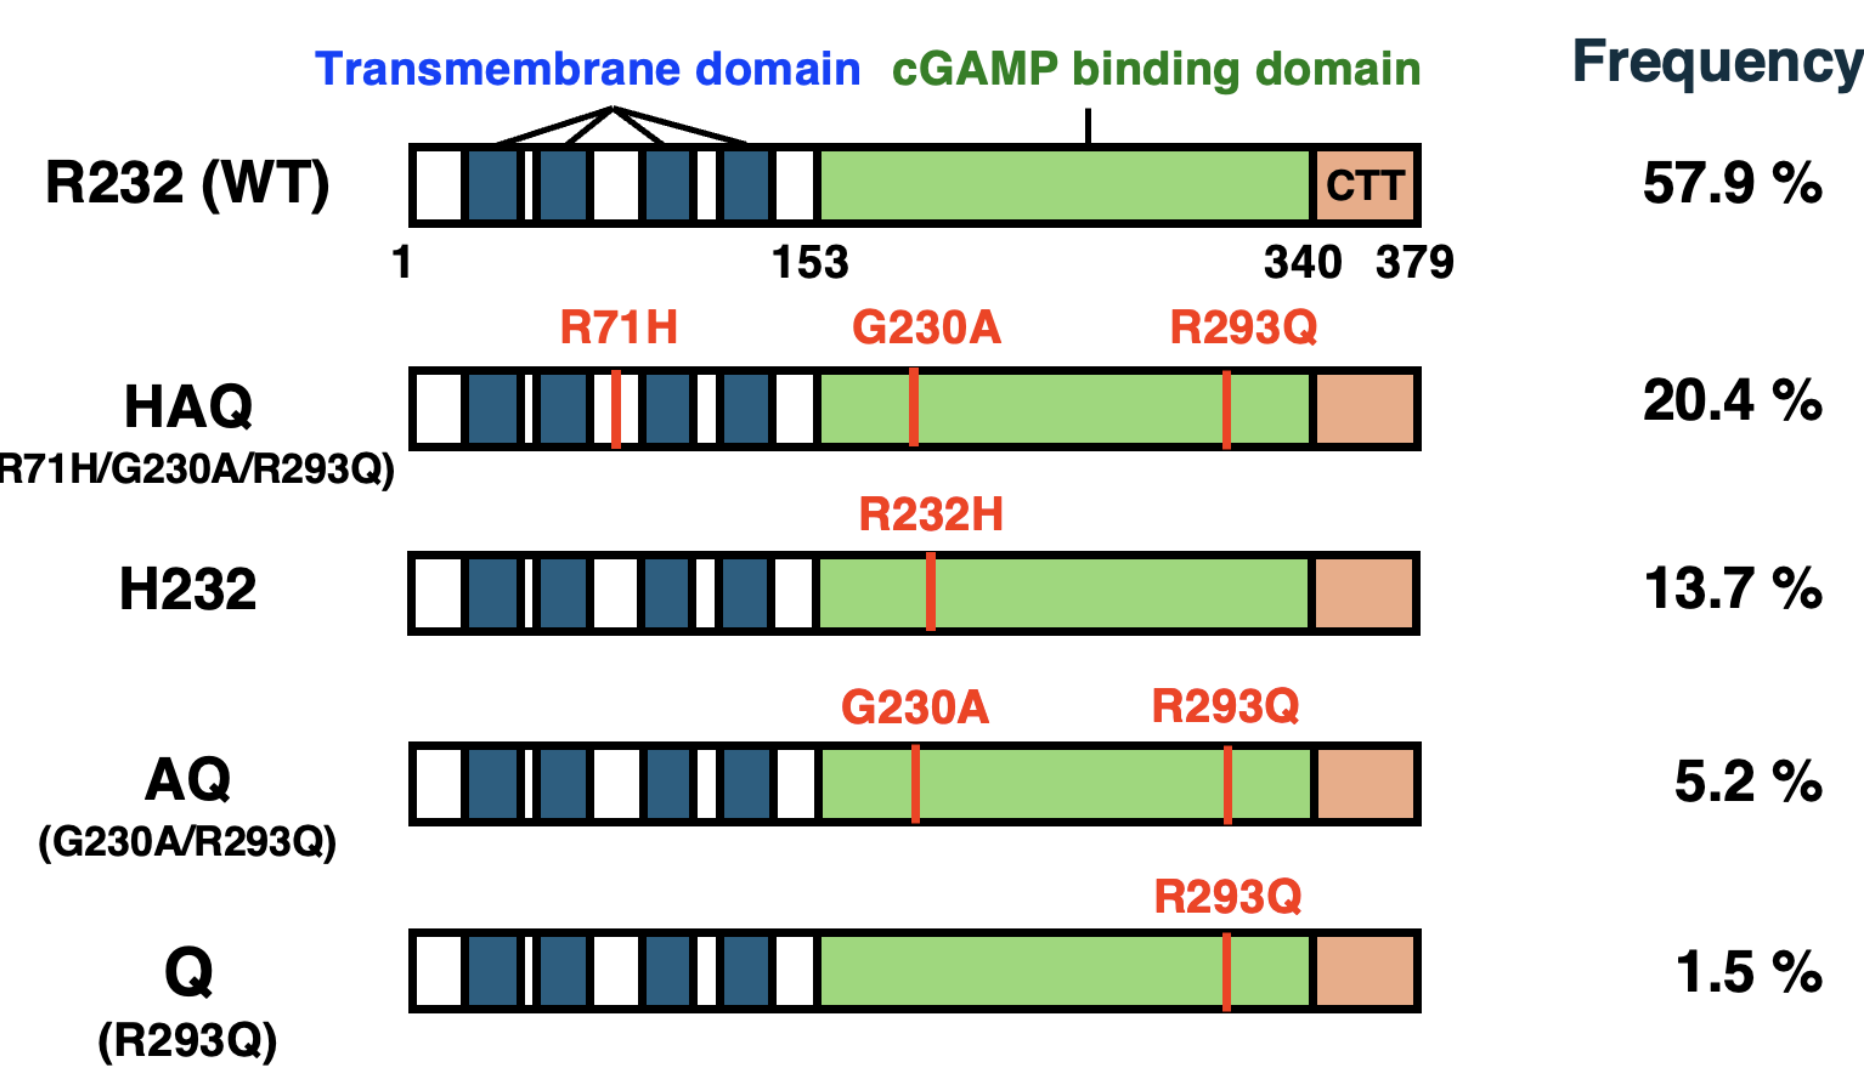 Transmembrane domain cGAMP binding domain Frequency
R232 (WT) CTT 57.9 %
1 153 340 379
R71H G230A R293Q
HAQ 20.4 %
R71H/G230A/R293Q)
R232H
H232 13.7 %
G230A R293Q
AQ 5.2 %
(G230A/R293Q)
R293Q
Q 1.5 %
(R293Q)